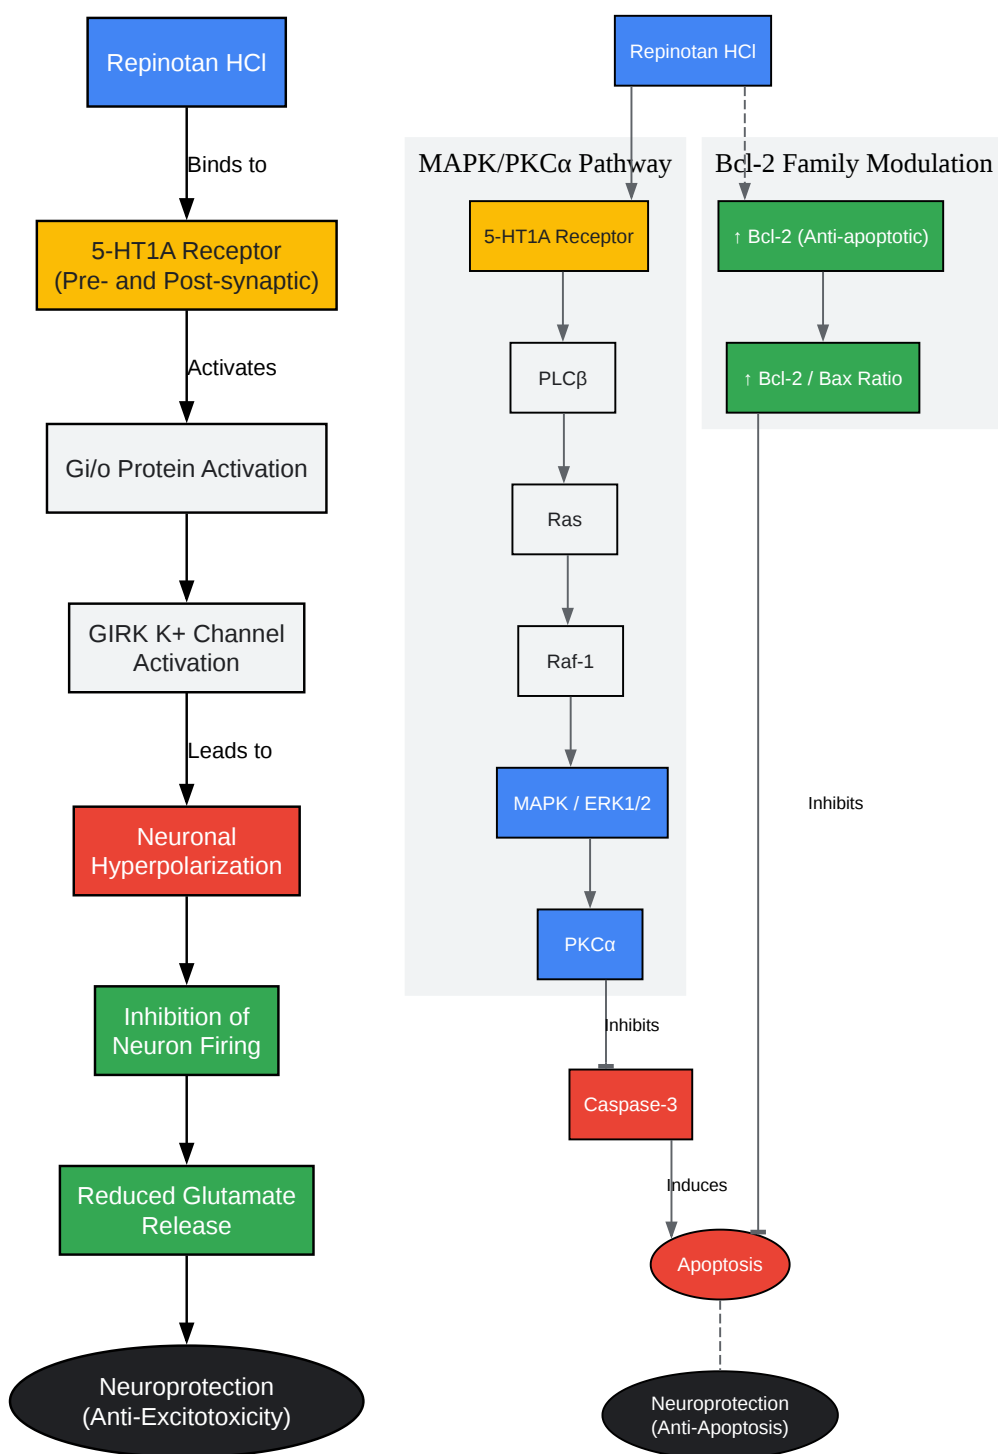 Repinotan HCl
Binds to
5-HT1A Receptor
(Pre- and Post-synaptic)
Activates
Gi/o Protein Activation
GIRK K+ Channel
Activation
Leads to
Neuronal
Hyperpolarization
Inhibition of
Neuron Firing
Reduced Glutamate
Release
Neuroprotection
(Anti-Excitotoxicity)
Repinotan HCl
MAPK/PKCα Pathway
5-HT1A Receptor
PLCβ
Ras
Raf-1
MAPK / ERK1/2
PKCα
Inhibits
Caspase-3
Induces
Bcl-2 Family Modulation
↑ Bcl-2 (Anti-apoptotic)
↑ Bcl-2 / Bax Ratio
Inhibits
Apoptosis
Neuroprotection
(Anti-Apoptosis)